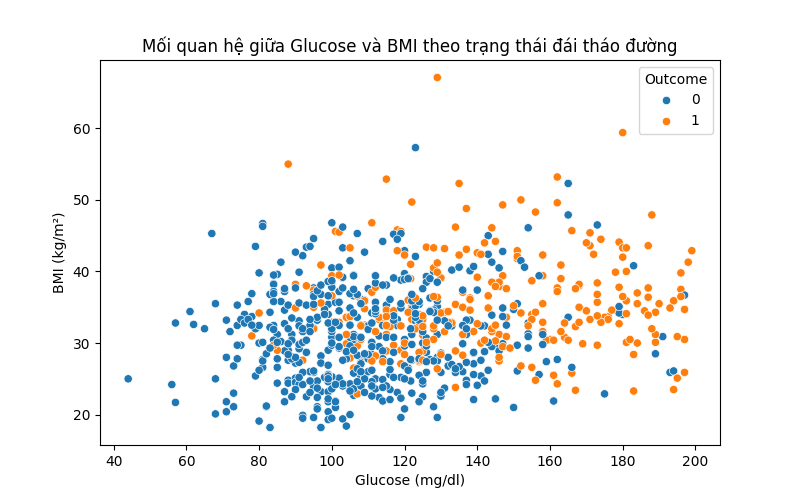 Mối quan hệ giữa Glucose và BMI theo trạng thái đái tháo đường
Outcome
0
1
60
50
40
30
20
BMI (kg/m²)
40 60 80 100 120 140 160 180 200
Glucose (mg/dl)